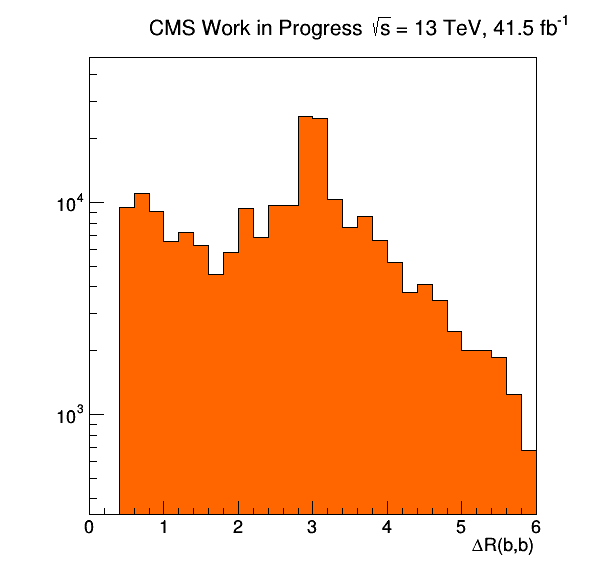 CMS Work in Progress √s = 13 TeV, 41.5 fb⁻¹
10⁴
10³
0 1 2 3 4 5 6
ΔR(b,b)